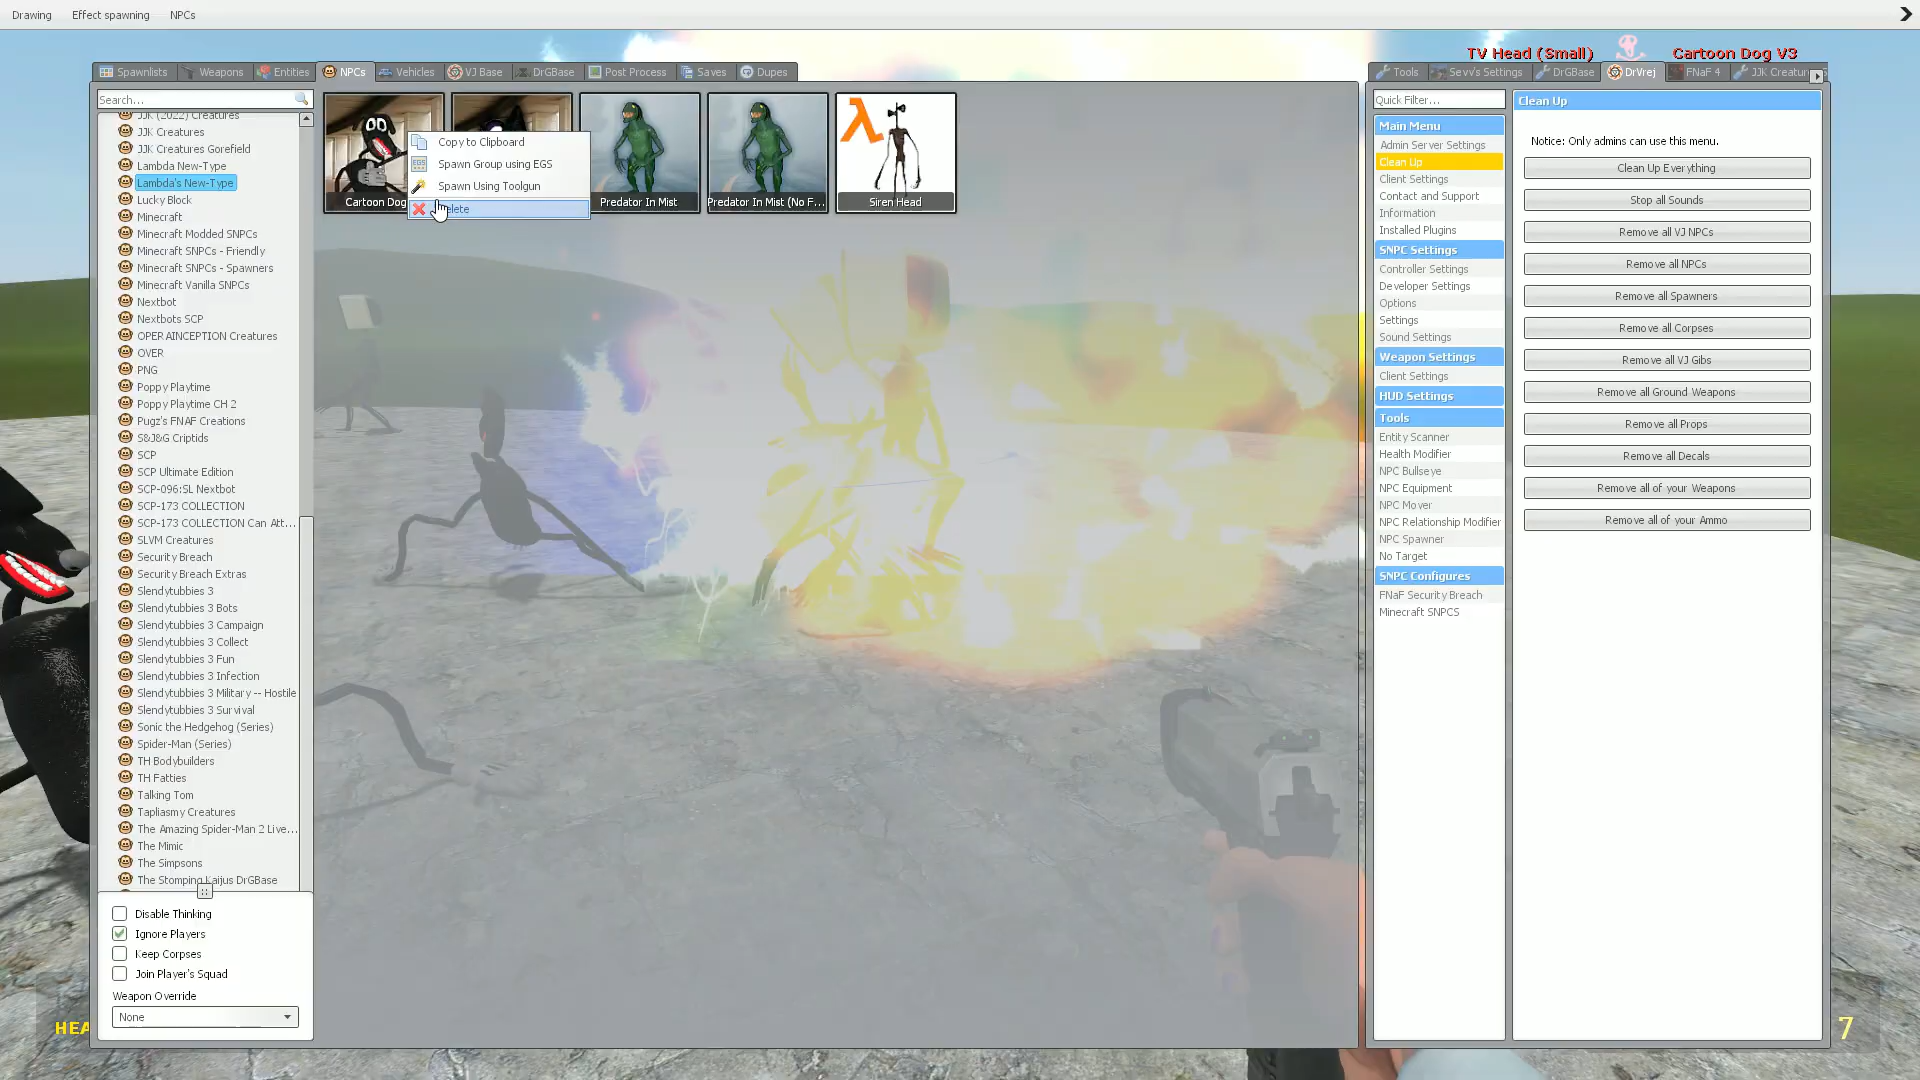 Drawing Effect spawning NPCs
TV Head (Small) Cartoon Dog V3
Spawnlists Weapons Entities NPCs Vehicles VJ Base DrGBase Post Process Saves Dupes
Tools Sevv's Settings DrGBase DrVrej FNaF 4 JJK Creatur
Search...
JJK (2022) Creatures
JJK Creatures
JJK Creatures Gorefield
Lambda New-Type
Lambda's New-Type
Lucky Block
Minecraft
Minecraft Modded SNPCs
Minecraft SNPCs - Friendly
Minecraft SNPCs - Spawners
Minecraft Vanilla SNPCs
Nextbot
Nextbots SCP
OPERAINCEPTION Creatures
OVER
PNG
Poppy Playtime
Poppy Playtime CH 2
Pugz's FNAF Creations
S&J&G Criptids
SCP
SCP Ultimate Edition
SCP-096:SL Nextbot
SCP-173 COLLECTION
SCP-173 COLLECTION Can Att...
SLVM Creatures
Security Breach
Security Breach Extras
Slendytubbies 3
Slendytubbies 3 Bots
Slendytubbies 3 Campaign
Slendytubbies 3 Collect
Slendytubbies 3 Fun
Slendytubbies 3 Infection
Slendytubbies 3 Military -- Hostile
Slendytubbies 3 Survival
Sonic the Hedgehog (Series)
Spider-Man (Series)
TH Bodybuilders
TH Fatties
Talking Tom
Tapliasmy Creatures
The Amazing Spider-Man 2 Live...
The Mimic
The Simpsons
The Stomping Kaijus DrGBase
Disable Thinking
Ignore Players
Keep Corpses
Join Player's Squad
Weapon Override
None
HEA
Cartoon Dog
Predator In Mist
Predator In Mist (No F...
Siren Head
Copy to Clipboard
EGS Spawn Group using EGS
Spawn Using Toolgun
elete
Quick Filter...
Main Menu
Admin Server Settings
Clean Up
Client Settings
Contact and Support
Information
Installed Plugins
SNPC Settings
Controller Settings
Developer Settings
Options
Settings
Sound Settings
Weapon Settings
Client Settings
HUD Settings
Tools
Entity Scanner
Health Modifier
NPC Bullseye
NPC Equipment
NPC Mover
NPC Relationship Modifier
NPC Spawner
No Target
SNPC Configures
FNaF Security Breach
Minecraft SNPCS
Clean Up
Notice: Only admins can use this menu.
Clean Up Everything
Stop all Sounds
Remove all VJ NPCs
Remove all NPCs
Remove all Spawners
Remove all Corpses
Remove all VJ Gibs
Remove all Ground Weapons
Remove all Props
Remove all Decals
Remove all of your Weapons
Remove all of your Ammo
7